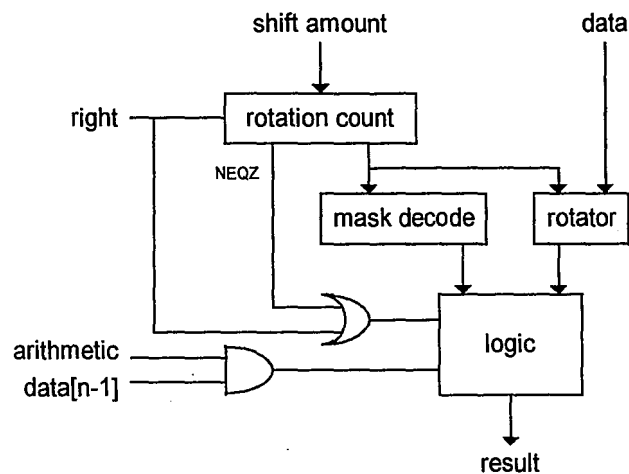 shift amount
data
right
rotation count
NEQZ
mask decode
rotator
arithmetic
data[n-1]
logic
result